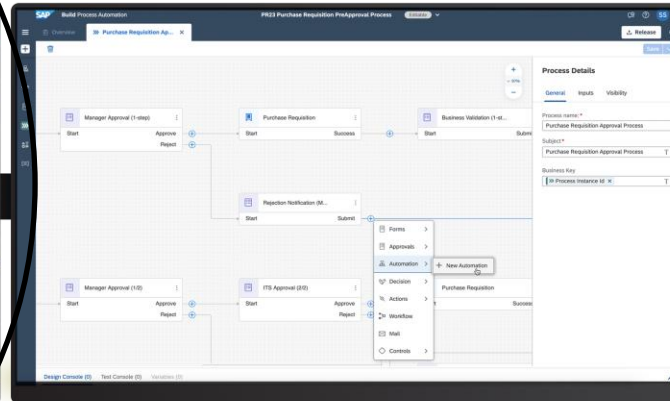 SAP Build Process Automation
PR23 Purchase Requisition PreApproval Process Editable
SS
Overview
Purchase Requisition Ap... ×
Release
Save
Process Details
General Inputs Visibility
Process name:*
Purchase Requisition Approval Process
Subject:*
Purchase Requisition Approval Process
Business Key
Process Instance Id ×
Manager Approval (1-step)
Start Approve
Reject
Purchase Requisition
Start Success
Business Validation (1-st...
Start Submi
Rejection Notification (M...
Start Submit
Forms
Approvals
Automation
+ New Automation
Decision
Actions
Workflow
Mail
Controls
Manager Approval (1/2)
Start Approve
Reject
ITS Approval (2/2)
Start Approve
Reject
Purchase Requisition
Success
Design Console (0) Test Console (0) Variables (0)